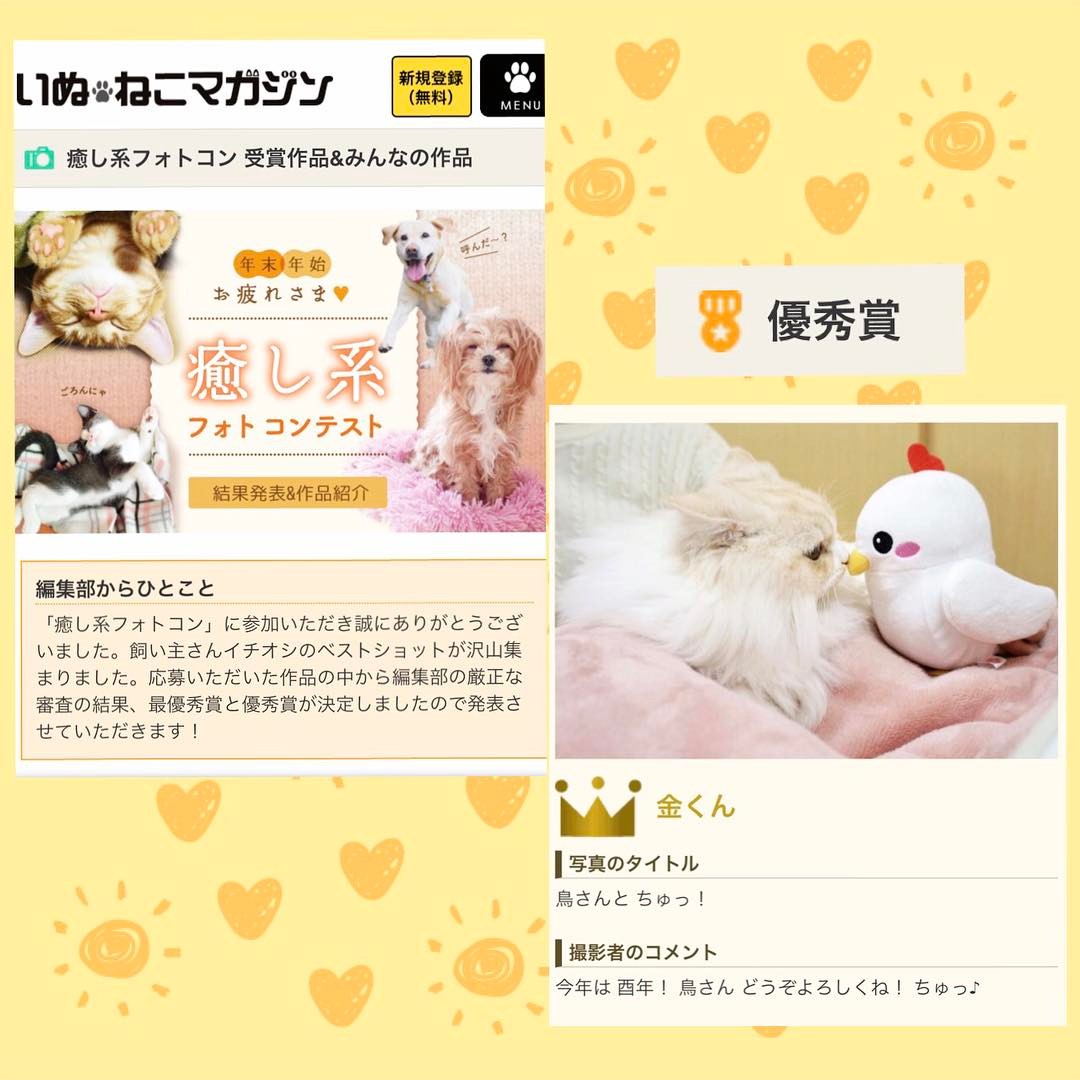 いぬねこマガジン
新規登録
(無料)
MENU
癒し系フォトコン 受賞作品&みんなの作品
年末年始
お疲れさま
呼んだ〜?
癒し系
フォトコンテスト
ごろんにゃ
結果発表&作品紹介
編集部からひとこと
「癒し系フォトコン」に参加いただき誠にありがとうござ
いました。飼い主さんイチオシのベストショットが沢山集
まりました。応募いただいた作品の中から編集部の厳正な
審査の結果、最優秀賞と優秀賞が決定しましたので発表さ
せていただきます!
優秀賞
金くん
写真のタイトル
鳥さんと ちゅっ!
撮影者のコメント
今年は 酉年! 鳥さん どうぞよろしくね! ちゅっ♪